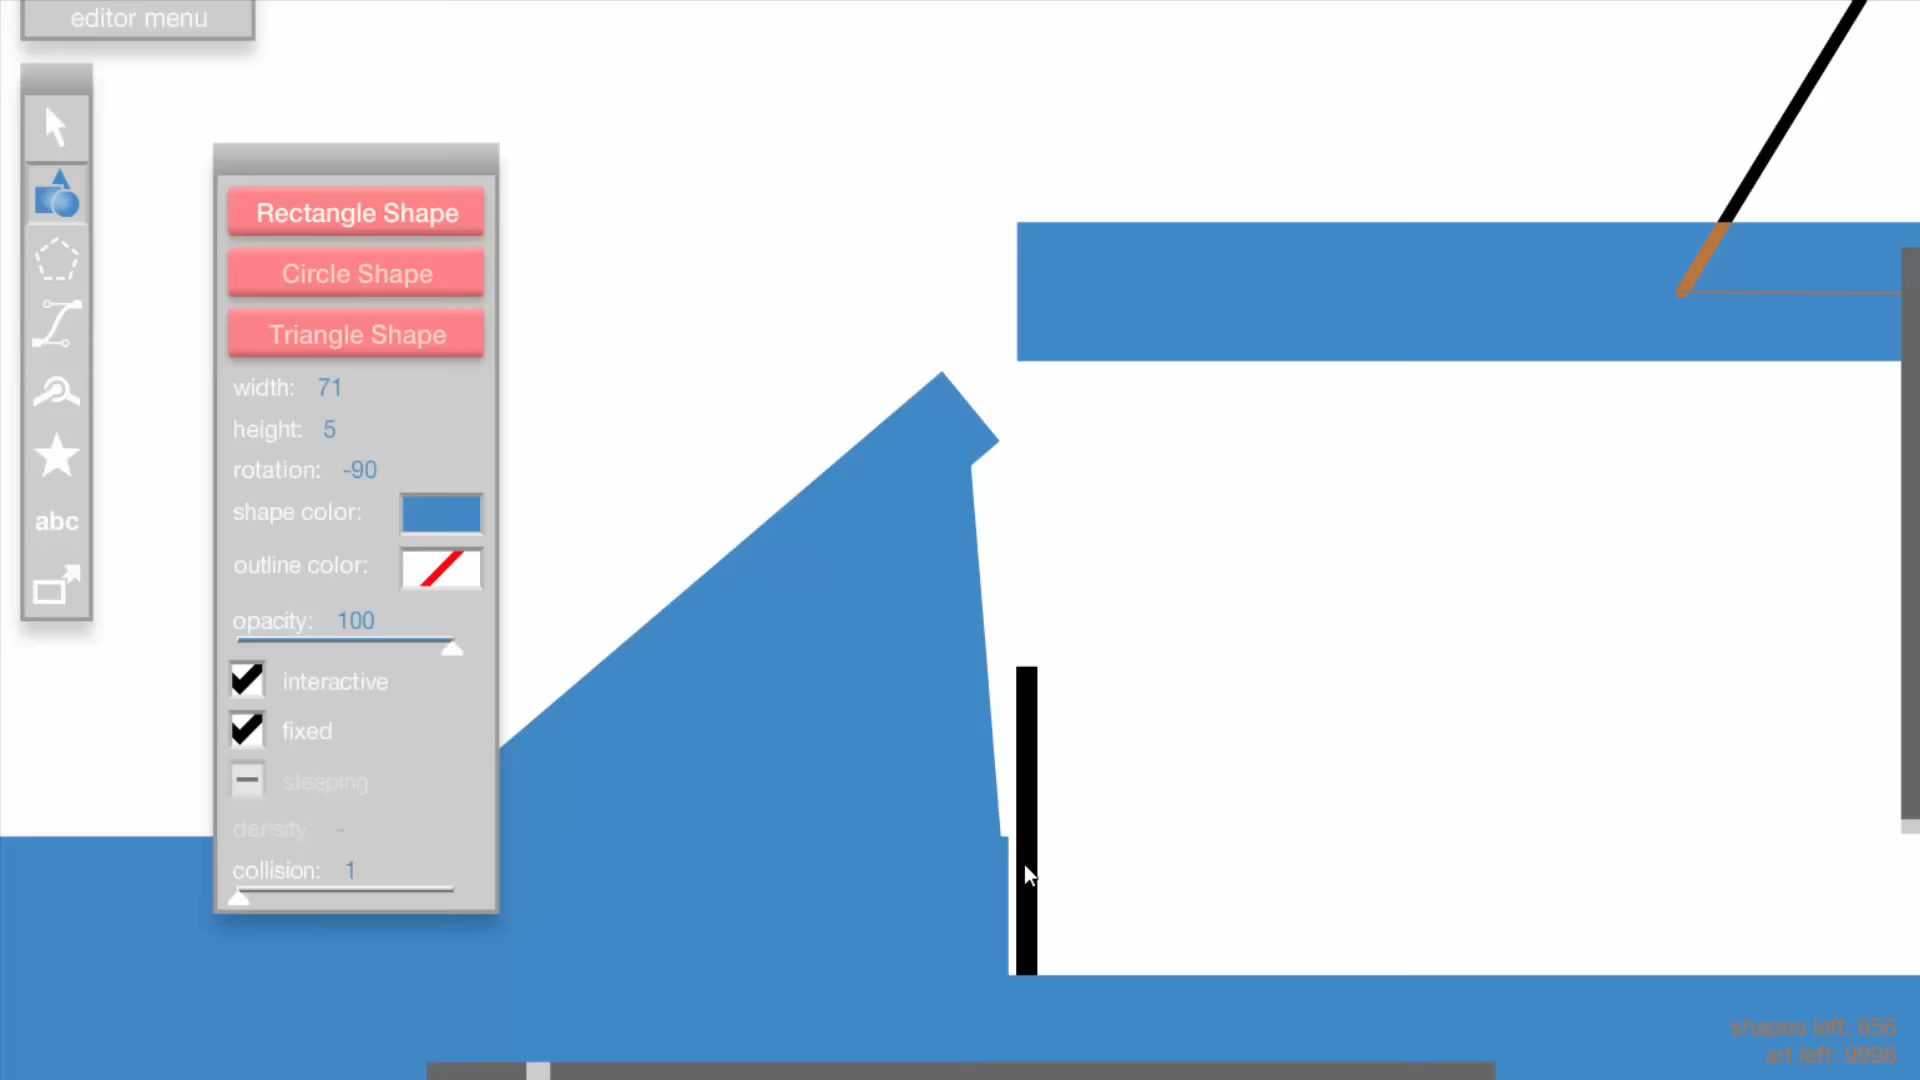 editor menu
Rectangle Shape
Circle Shape
Triangle Shape
width: 71
height: 5
rotation: -90
shape color:
outline color:
opacity: 100
interactive
fixed
sleeping
density -
collision: 1
abc
shapes left: 856
art left: 9998